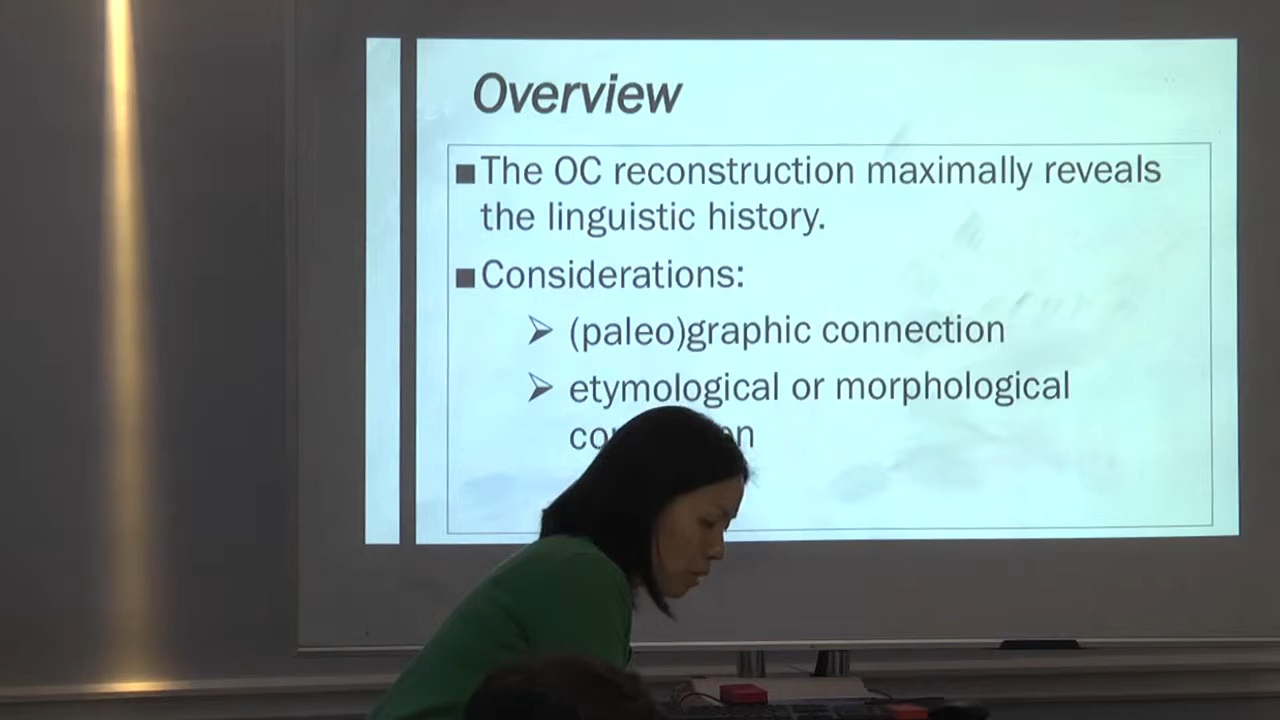 Overview
■The OC reconstruction maximally reveals
the linguistic history.
■Considerations:
➢ (paleo)graphic connection
➢ etymological or morphological